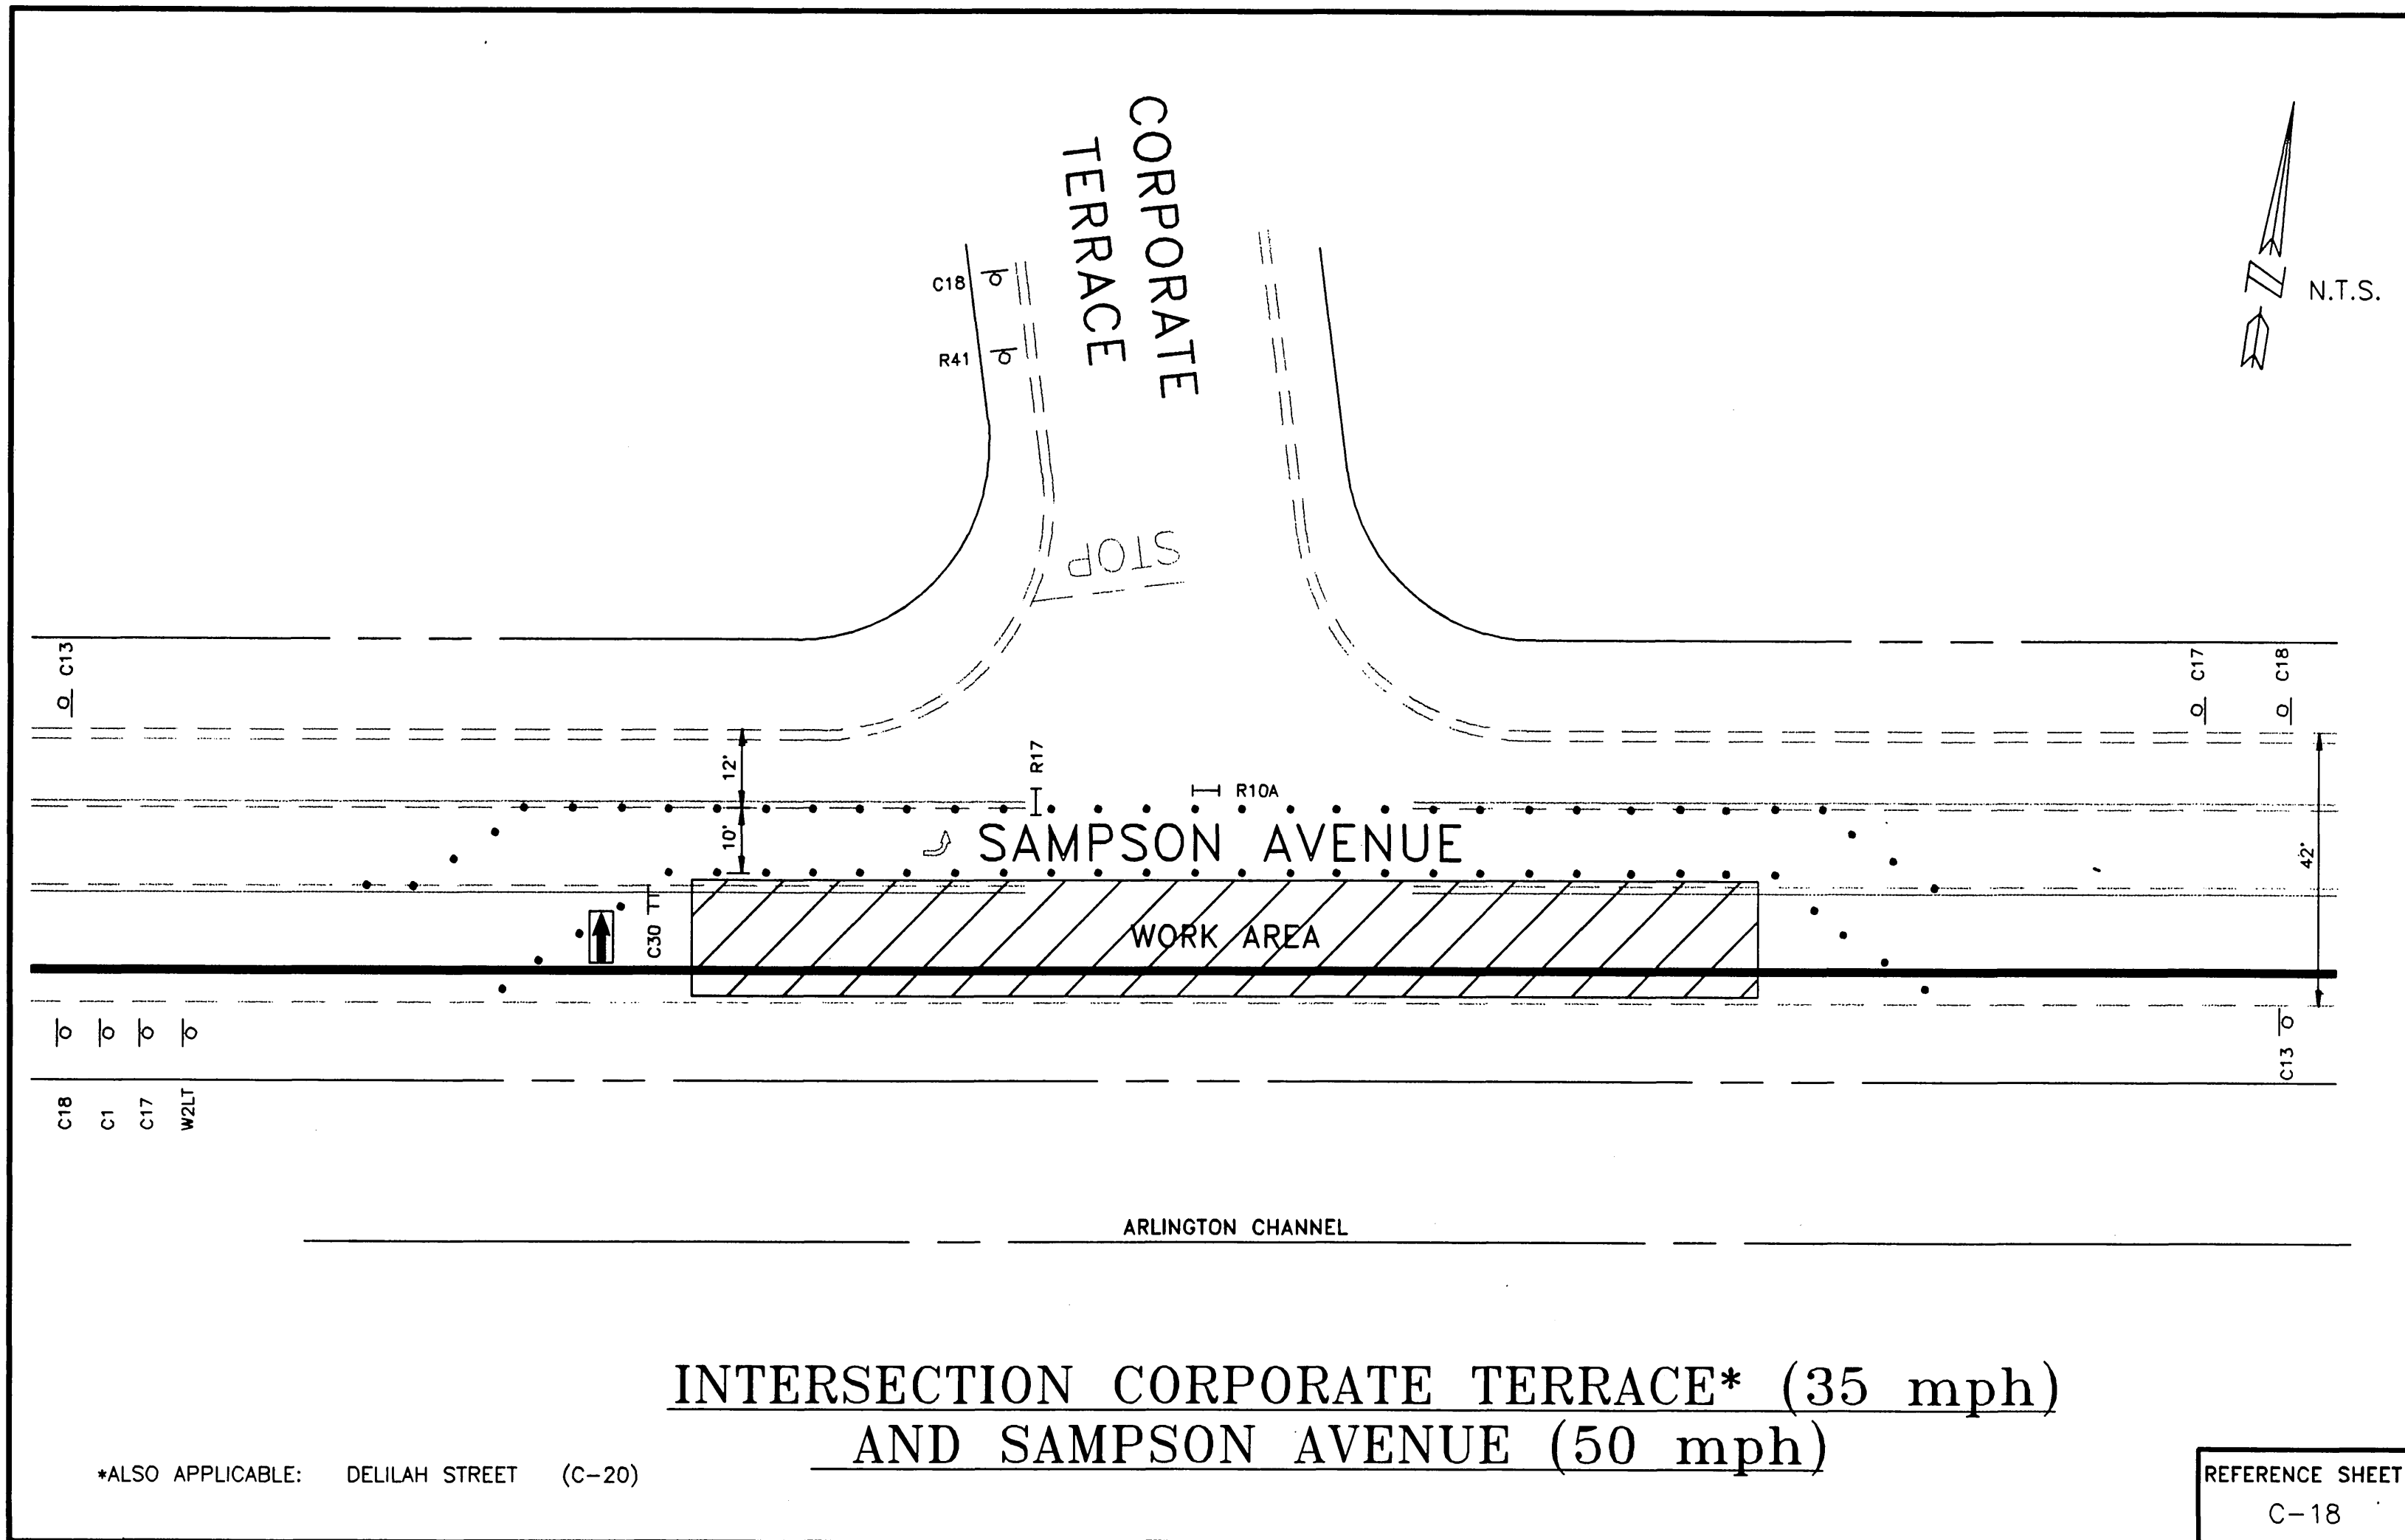 CORPORATE
TERRACE
N.T.S.
C18
R41
STOP
C13
C17
C18
12'
R17
R10A
10'
SAMPSON AVENUE
42'
C30
WORK AREA
C13
C18
C1
C17
W2LT
ARLINGTON CHANNEL
INTERSECTION CORPORATE TERRACE* (35 mph)
AND SAMPSON AVENUE (50 mph)
*ALSO APPLICABLE: DELILAH STREET (C-20)
REFERENCE SHEET
C-18